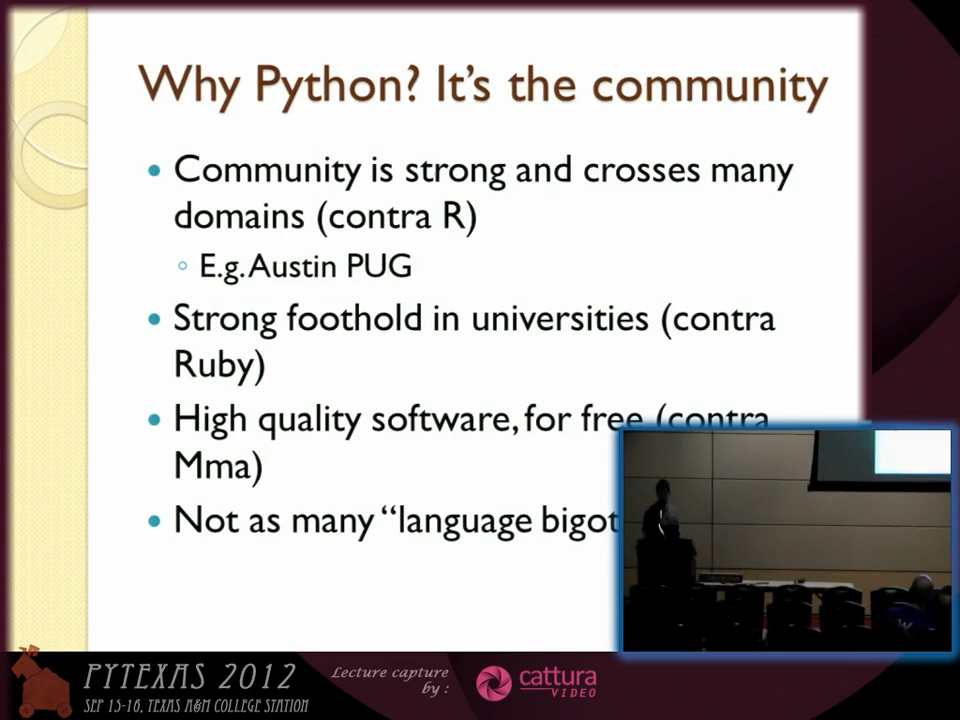 Why Python? It's the community
Community is strong and crosses many
domains (contra R)
E.g. Austin PUG
Strong foothold in universities (contra
Ruby)
High quality software, for free (contra
Mma)
Not as many “language bigot
PYTEXAS 2012
SEP 15-16, TEXAS A&M COLLEGE STATION
Lecture capture
by :
cattura
VIDEO